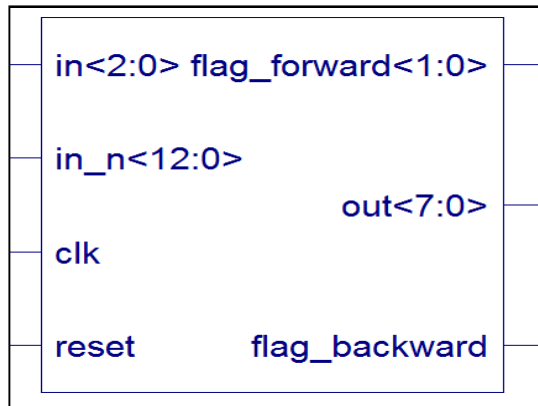 in<2:0> flag_forward<1:0>
in_n<12:0>
out<7:0>
clk
reset flag_backward